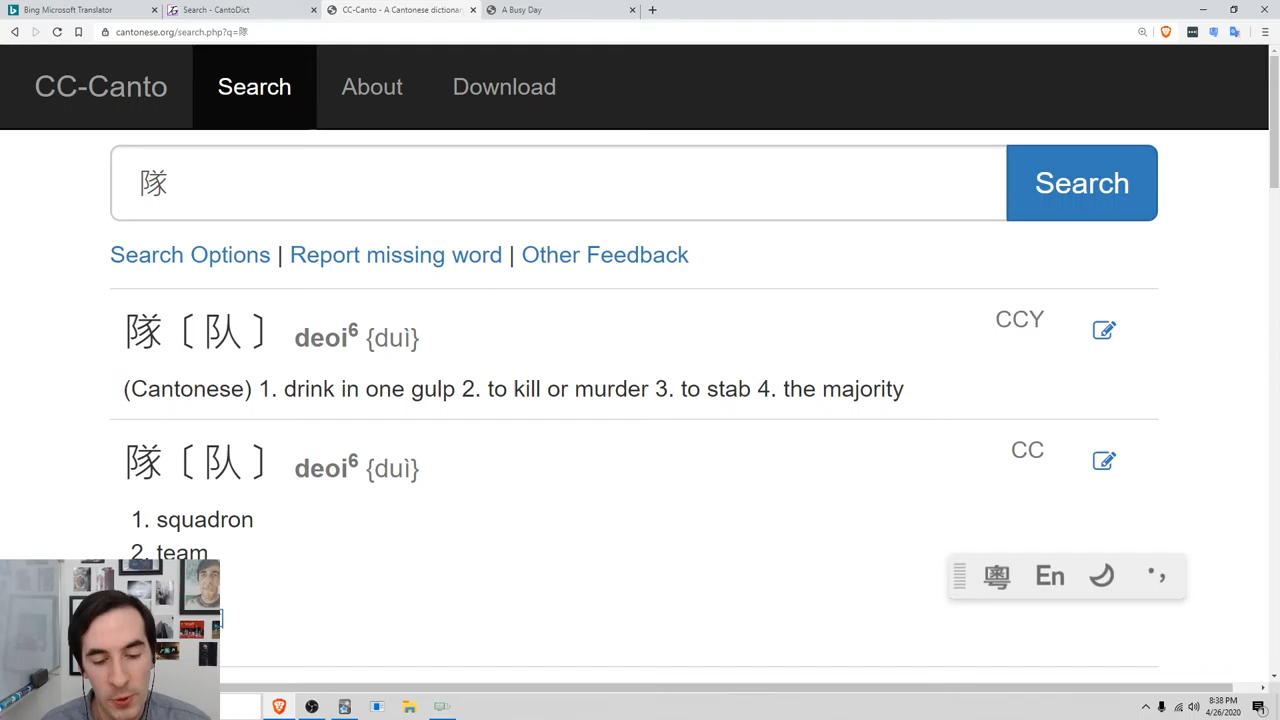 Bing Microsoft Translator
Search - CantoDict
CC-Canto - A Cantonese dictionar
A Busy Day
cantonese.org/search.php?q=隊
CC-Canto
Search
About
Download
隊
Search
Search Options | Report missing word | Other Feedback
隊〔队〕 deoi⁶ {duì}
CCY
(Cantonese) 1. drink in one gulp 2. to kill or murder 3. to stab 4. the majority
隊〔队〕 deoi⁶ {duì}
CC
1. squadron
2. team
粵 En
8:38 PM
4/26/2020